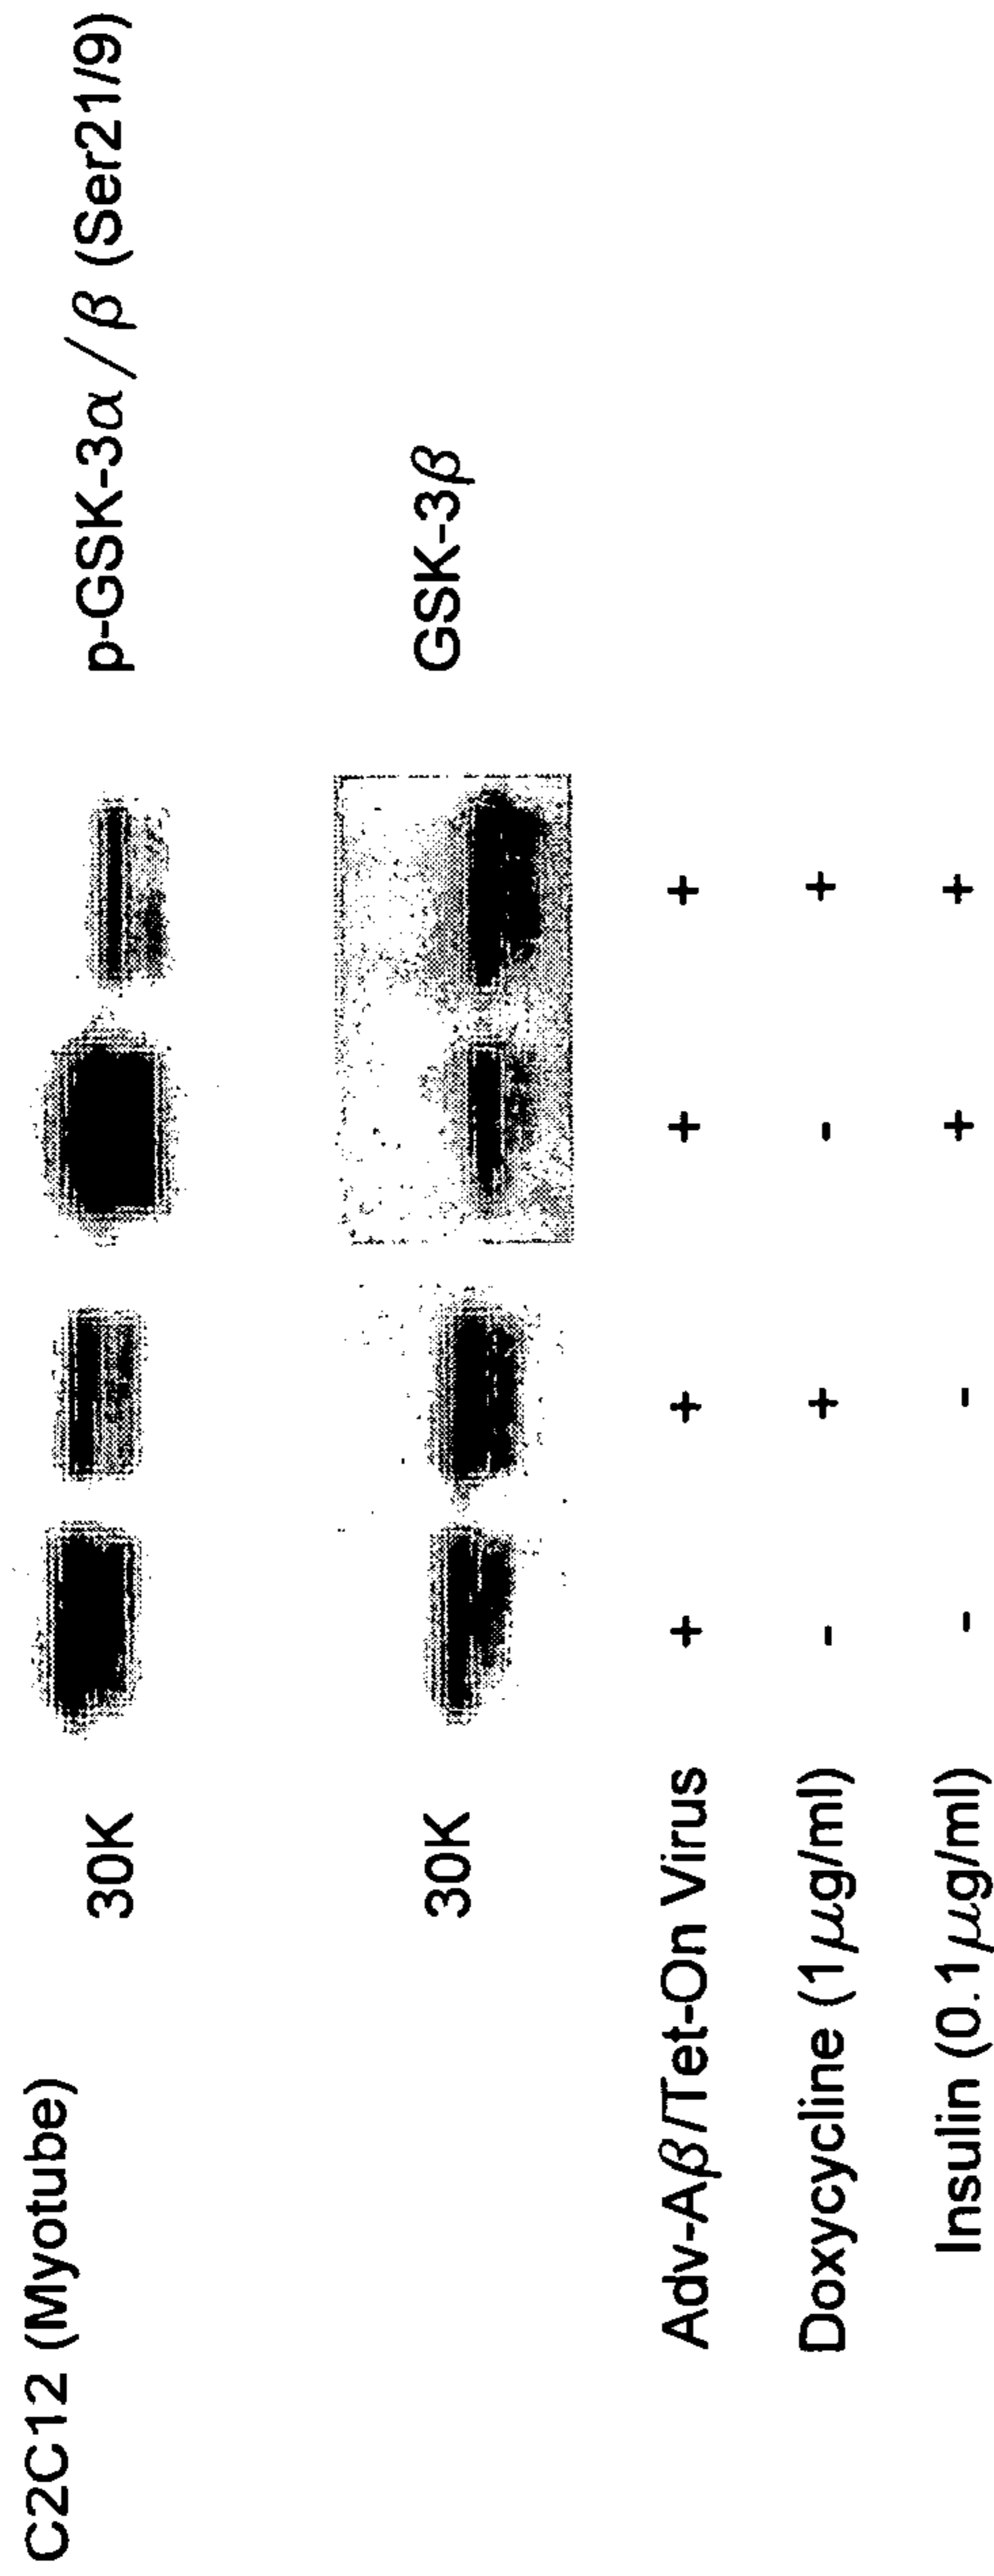 C2C12 (Myotube)
30K p-GSK-3α / β (Ser21/9)
30K GSK-3β
Adv-Aβ/Tet-On Virus + + + +
Doxycycline (1μg/ml) - + - +
Insulin (0.1μg/ml) - - + +